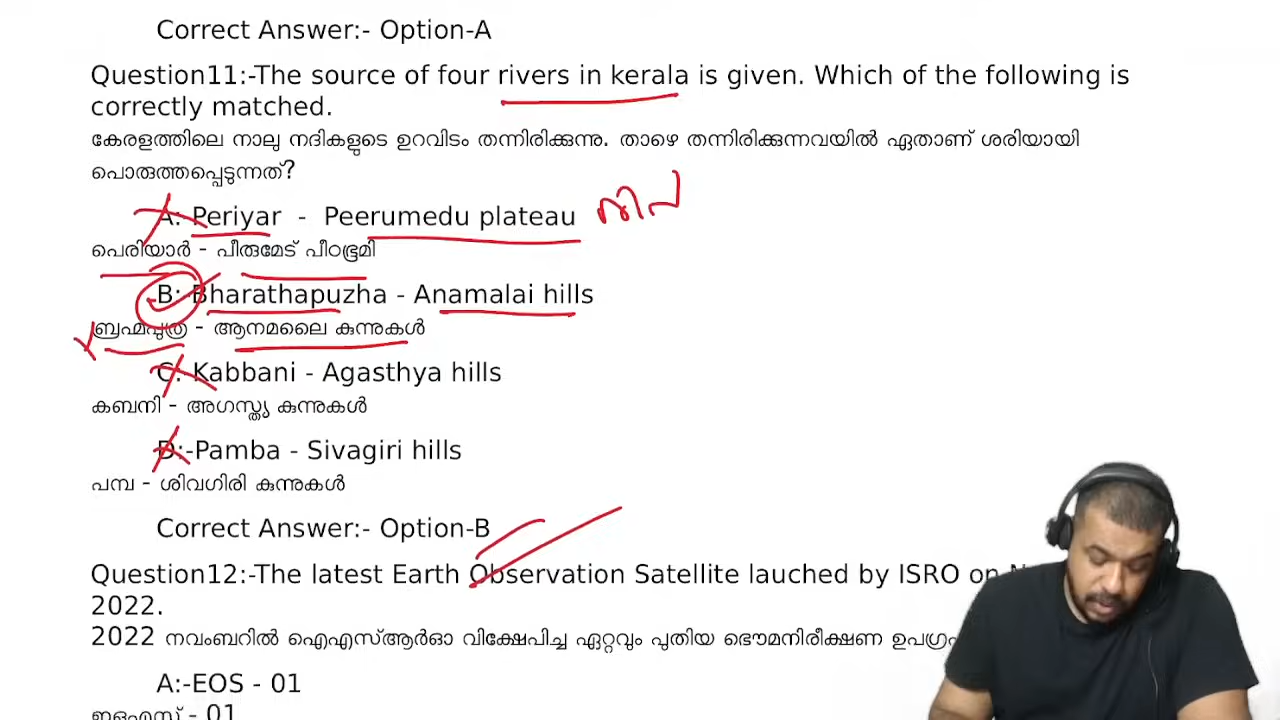 Correct Answer:- Option-A
Question11:-The source of four rivers in kerala is given. Which of the following is
correctly matched.
കേരളത്തിലെ നാലു നദികളുടെ ഉറവിടം തന്നിരിക്കുന്നു. താഴെ തന്നിരിക്കുന്നവയിൽ ഏതാണ് ശരിയായി
പൊരുത്തപ്പെടുന്നത്?
A: Periyar - Peerumedu plateau
പെരിയാർ - പീരുമേട് പീഠഭൂമി
B: Bharathapuzha - Anamalai hills
ബ്രഹ്മപുത്ര - ആനമലൈ കുന്നുകൾ
C: Kabbani - Agasthya hills
കബനി - അഗസ്ത്യ കുന്നുകൾ
D:-Pamba - Sivagiri hills
പമ്പ - ശിവഗിരി കുന്നുകൾ
Correct Answer:- Option-B
Question12:-The latest Earth Observation Satellite lauched by ISRO on
2022.
2022 നവംബറിൽ ഐഎസ്ആർഒ വിക്ഷേപിച്ച ഏറ്റവും പുതിയ ഭൌമനിരീക്ഷണ
A:-EOS - 01
ഇഒഎസ് - 01